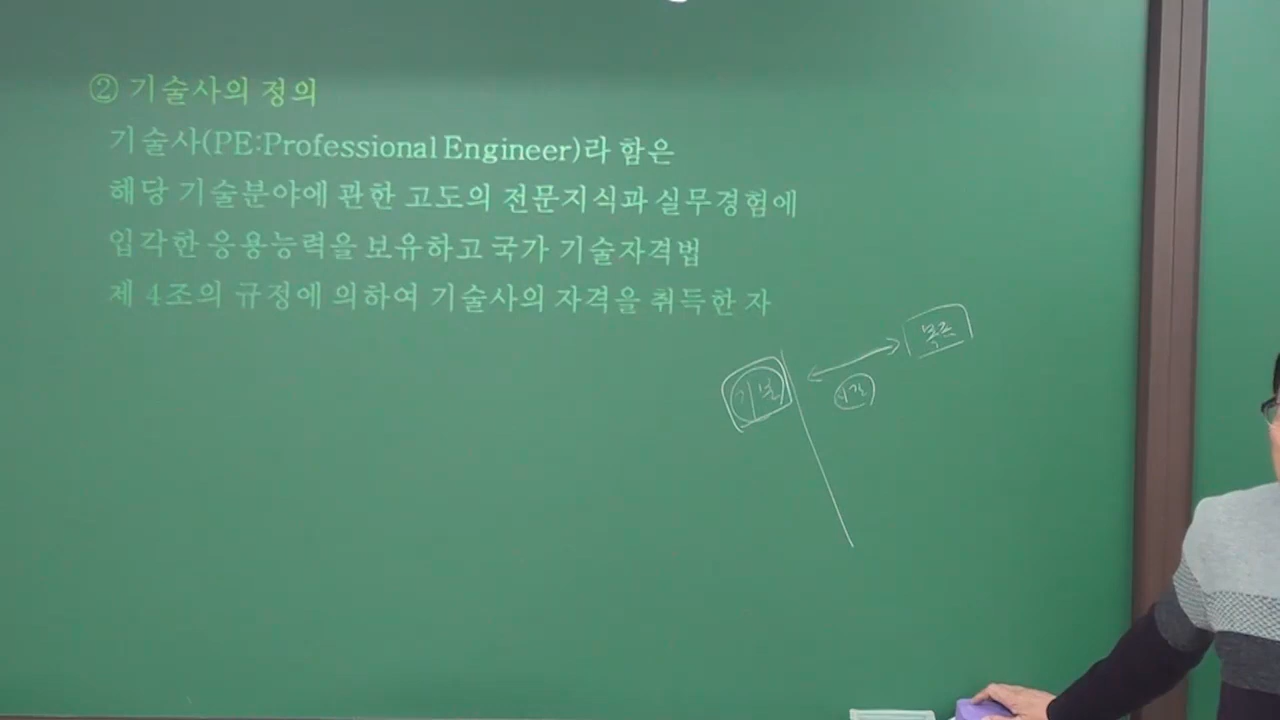 ② 기술사의 정의
기술사(PE:Professional Engineer)라 함은
해당 기술분야에 관한 고도의 전문지식과 실무경험에
입각한 응용능력을 보유하고 국가 기술자격법
제 4조의 규정에 의하여 기술사의 자격을 취득한 자